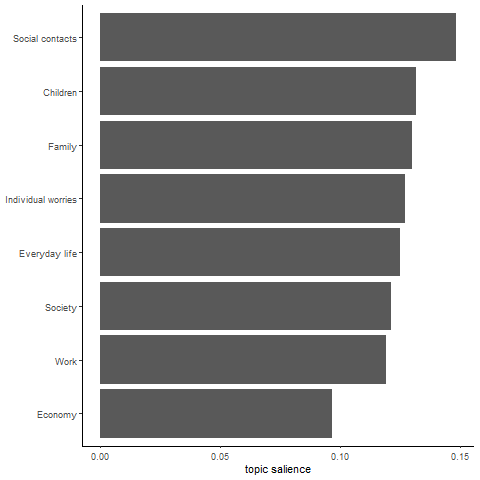 Social contacts
Children
Family
Individual worries
Everyday life
Society
Work
Economy
0.00 0.05 0.10 0.15
topic salience